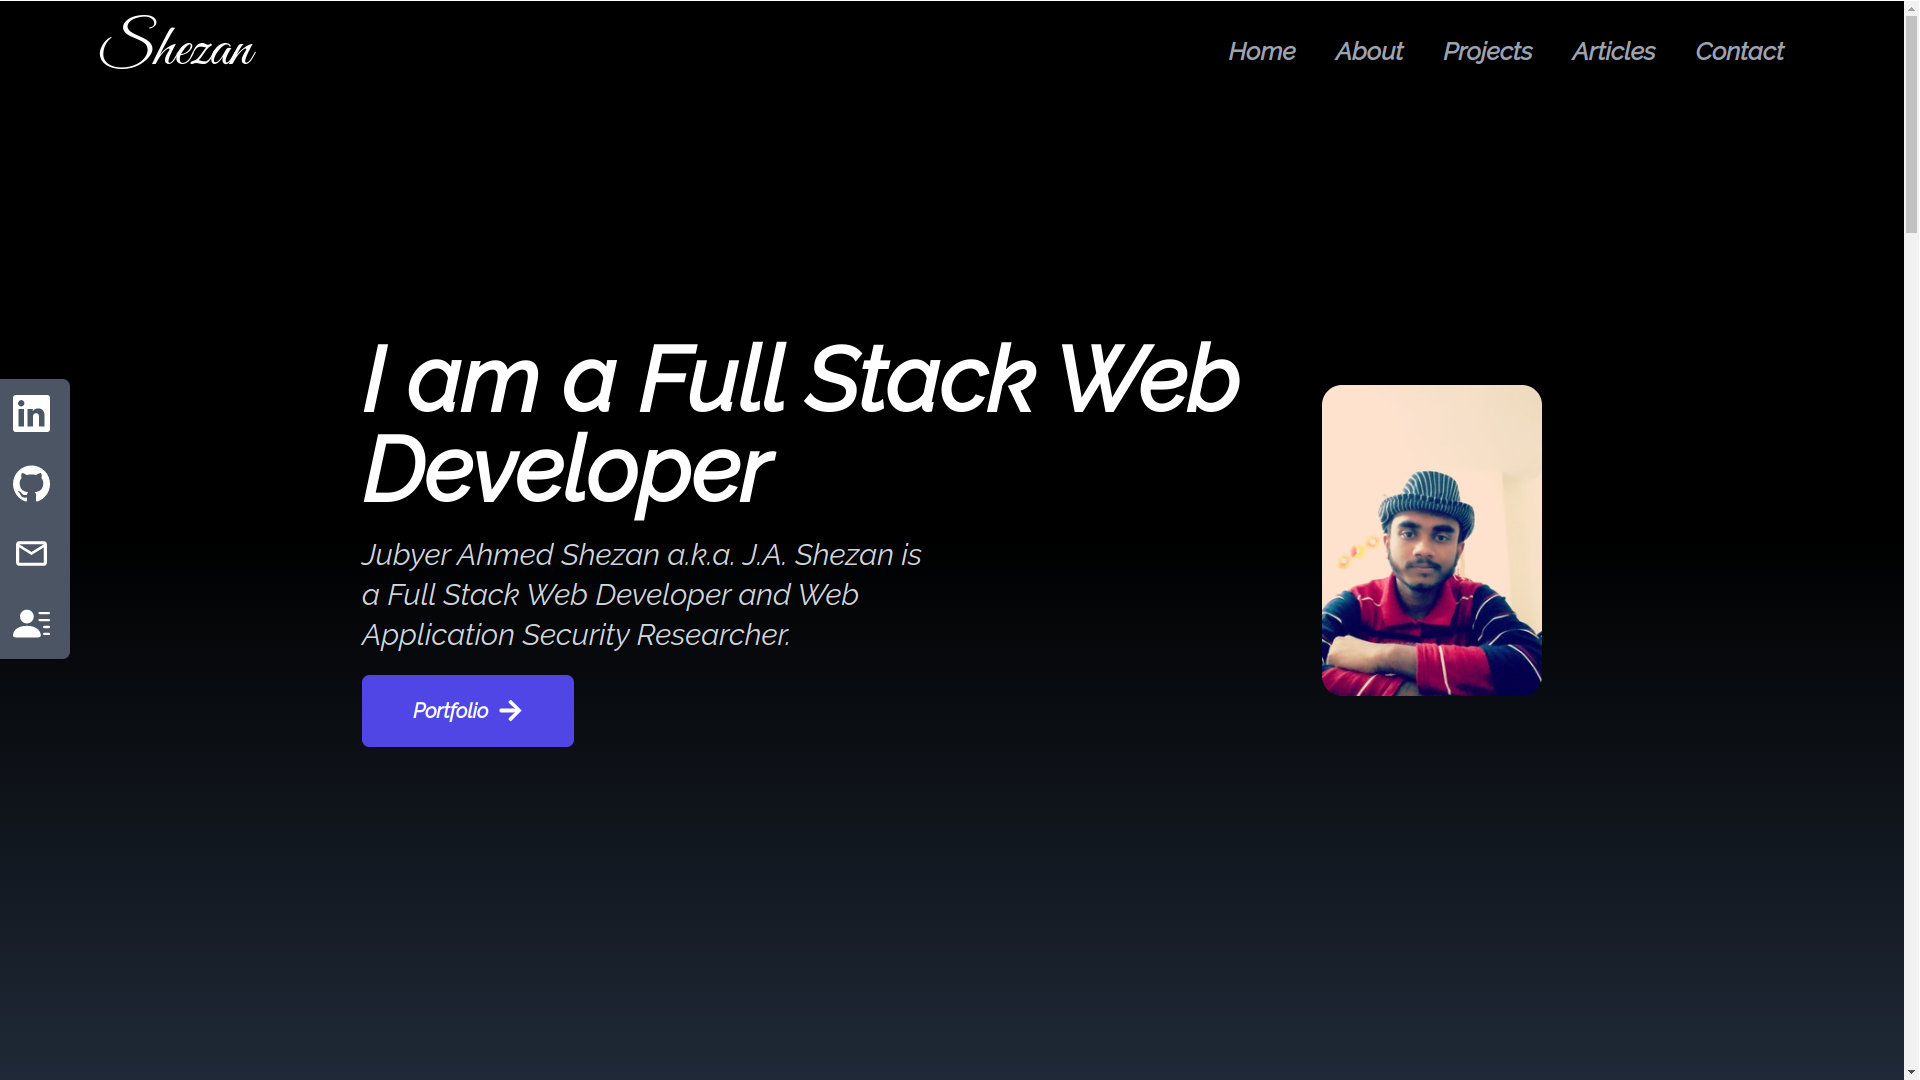 Shezan
Home About Projects Articles Contact
I am a Full Stack Web
Developer
Jubyer Ahmed Shezan a.k.a. J.A. Shezan is
a Full Stack Web Developer and Web
Application Security Researcher.
Portfolio